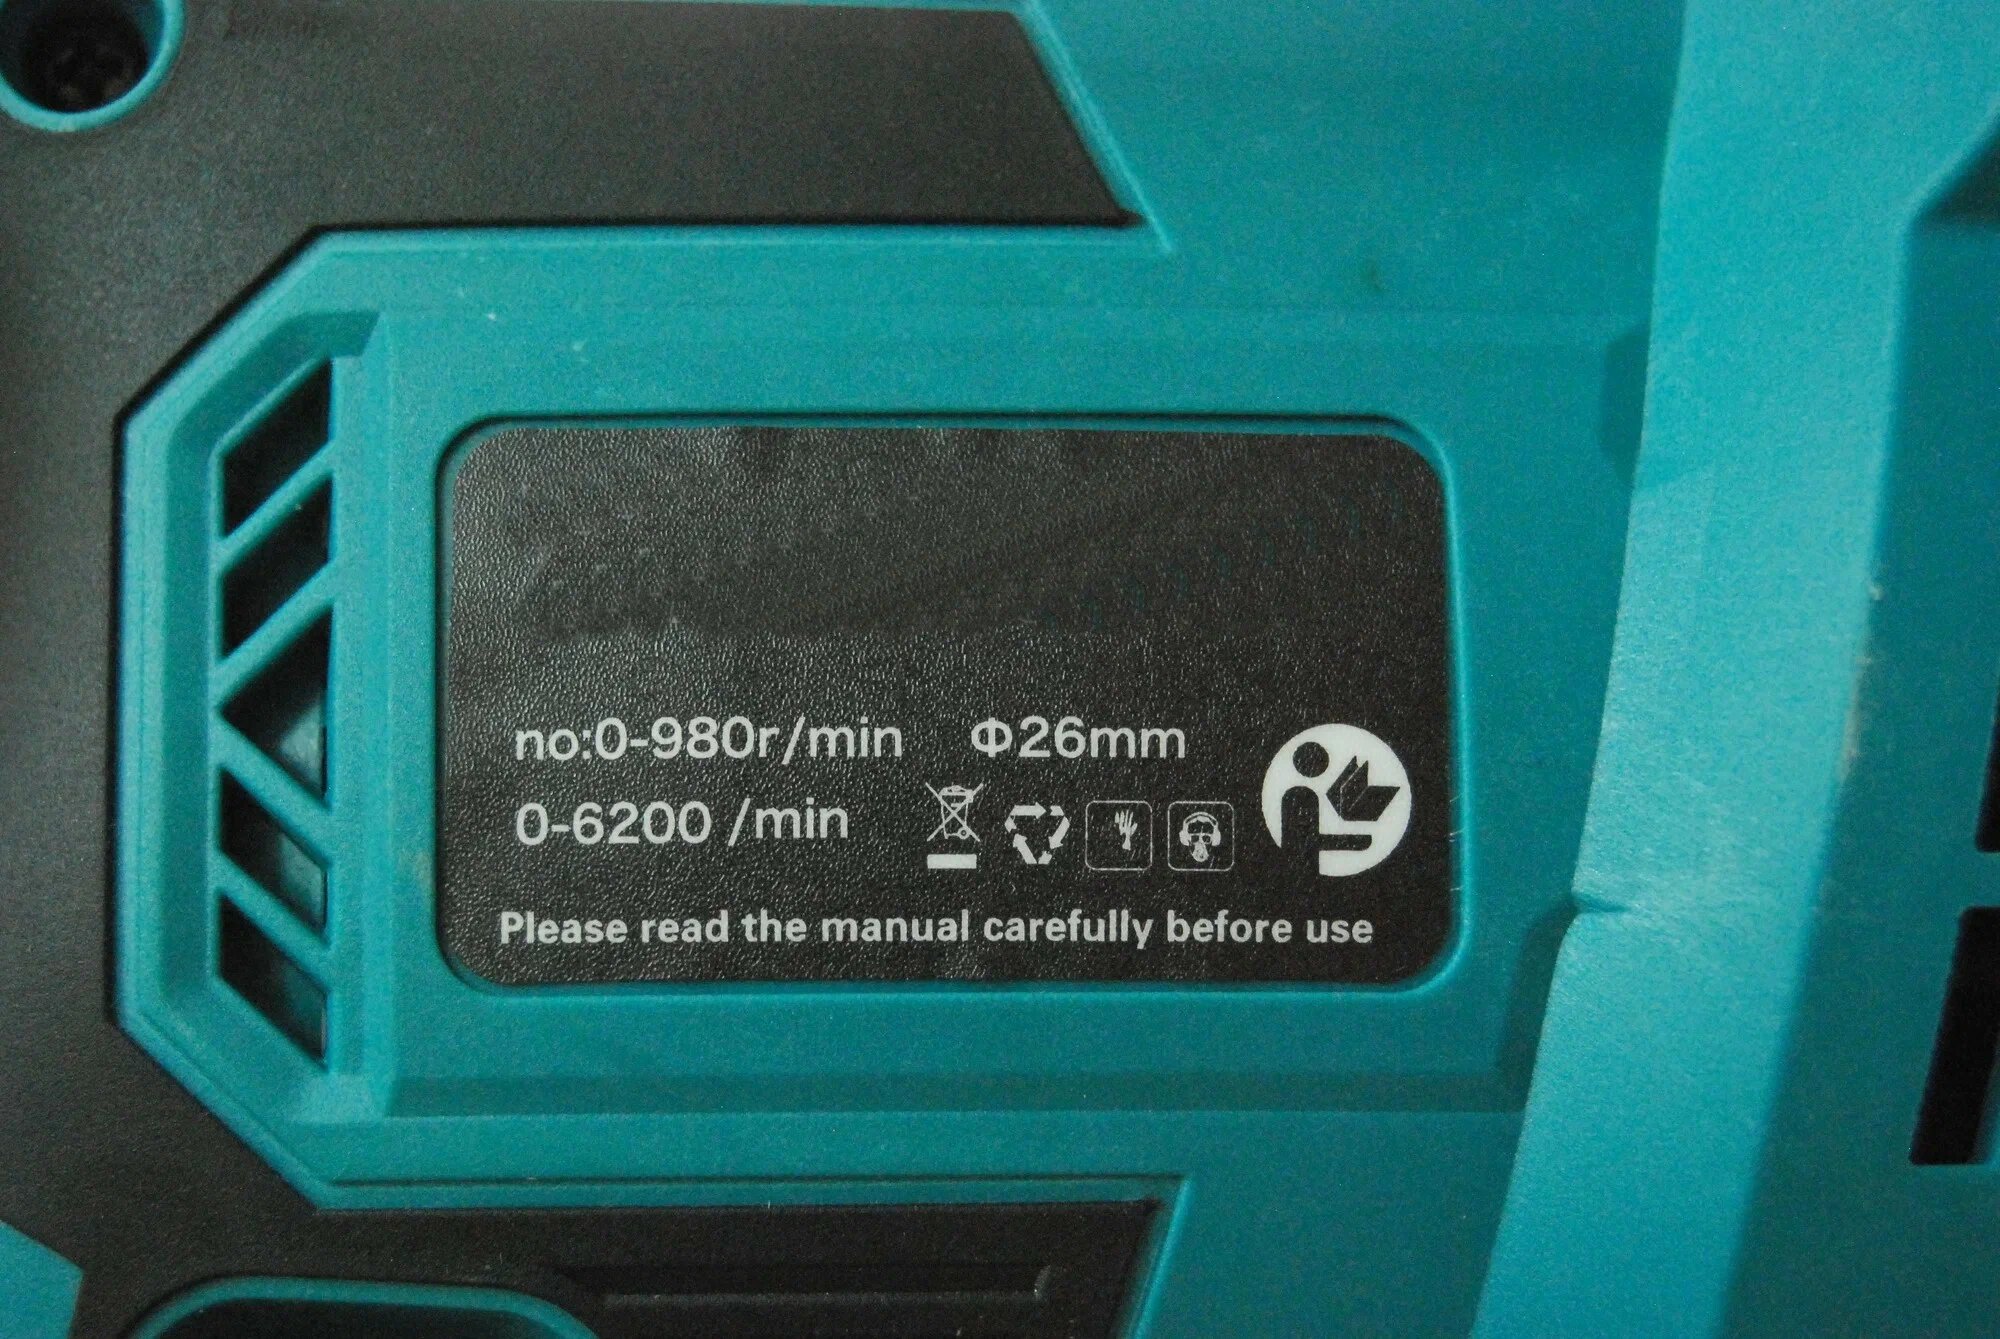 no:0-980r/min Φ26mm
0-6200 /min
Please read the manual carefully before use